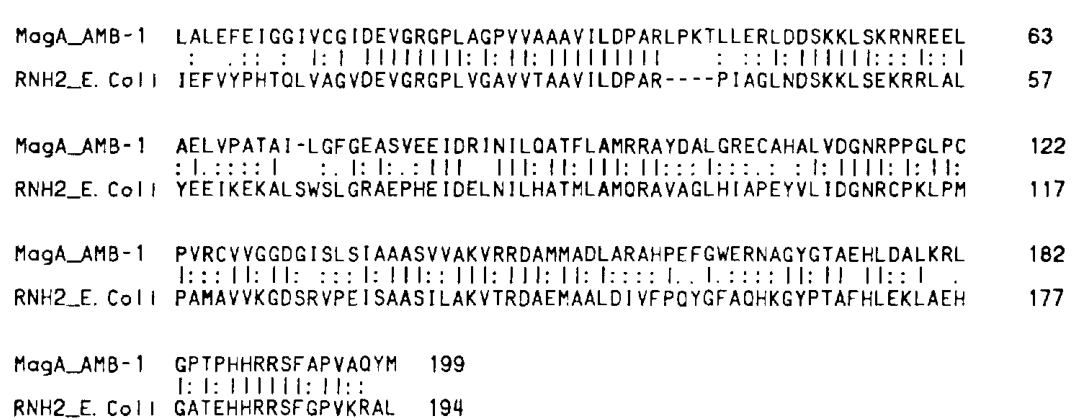 MagA_AMB-1 LALEFEIGGIVCGIDEVGRGPLAGPVVAAAVILDPARLPKTLLERLDDSKKLSKRNREEL 63
RNH2_E. Coli IEFVYPHTQLVAGVDEVGRGPLVGAVVTAAVILDPAR----PIAGLNDSKKLSEKRRLAL 57
MagA_AMB-1 AELVPATAI-LGFGEASVEEIDRINILQATFLAMRRAYDALGRECAHALVDGNRPPGLPC 122
RNH2_E. Coli YEEIKEKALSWSLGRAEPHEIDELNILHATMLAMQRAVAGLHIAPEYVLIDGNRCPKLPM 117
MagA_AMB-1 PVRCVVGGDGISLSIAAASVVAKVRRDAMMADLARAHPEFGWERNAGYGTAEHLDALKRL 182
RNH2_E. Coli PAMAVVKGDSRVPEISAASILAKVTRDAEMAALDIVFPQYGFAQHKGYPTAFHLEKLAEH 177
MagA_AMB-1 GPTPHHRRSFAPVAQYM 199
RNH2_E. Coli GATEHHRRSFGPVKRAL 194